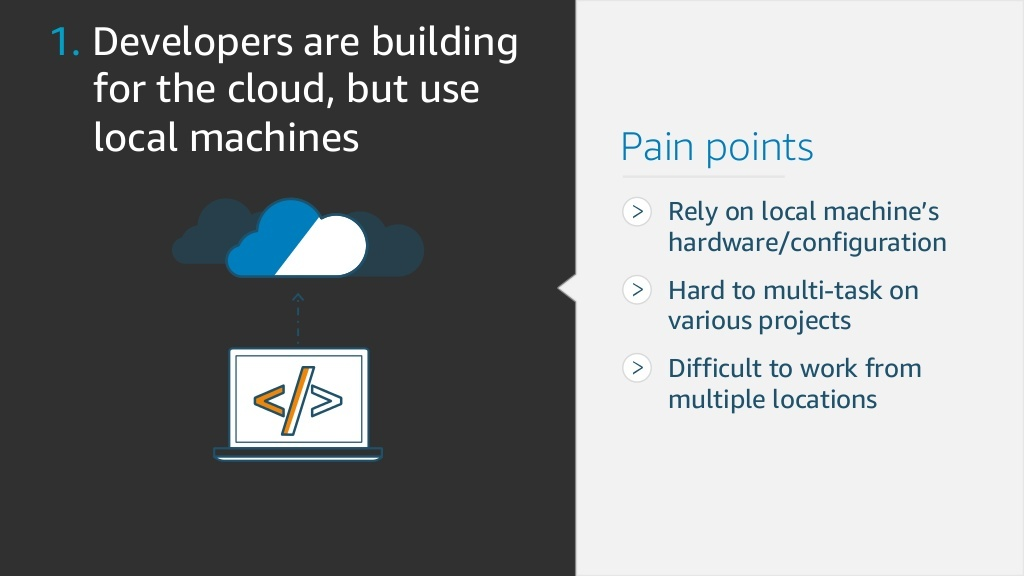 1. Developers are building
for the cloud, but use
local machines
</>
Pain points
> Rely on local machine’s
hardware/configuration
> Hard to multi-task on
various projects
> Difficult to work from
multiple locations